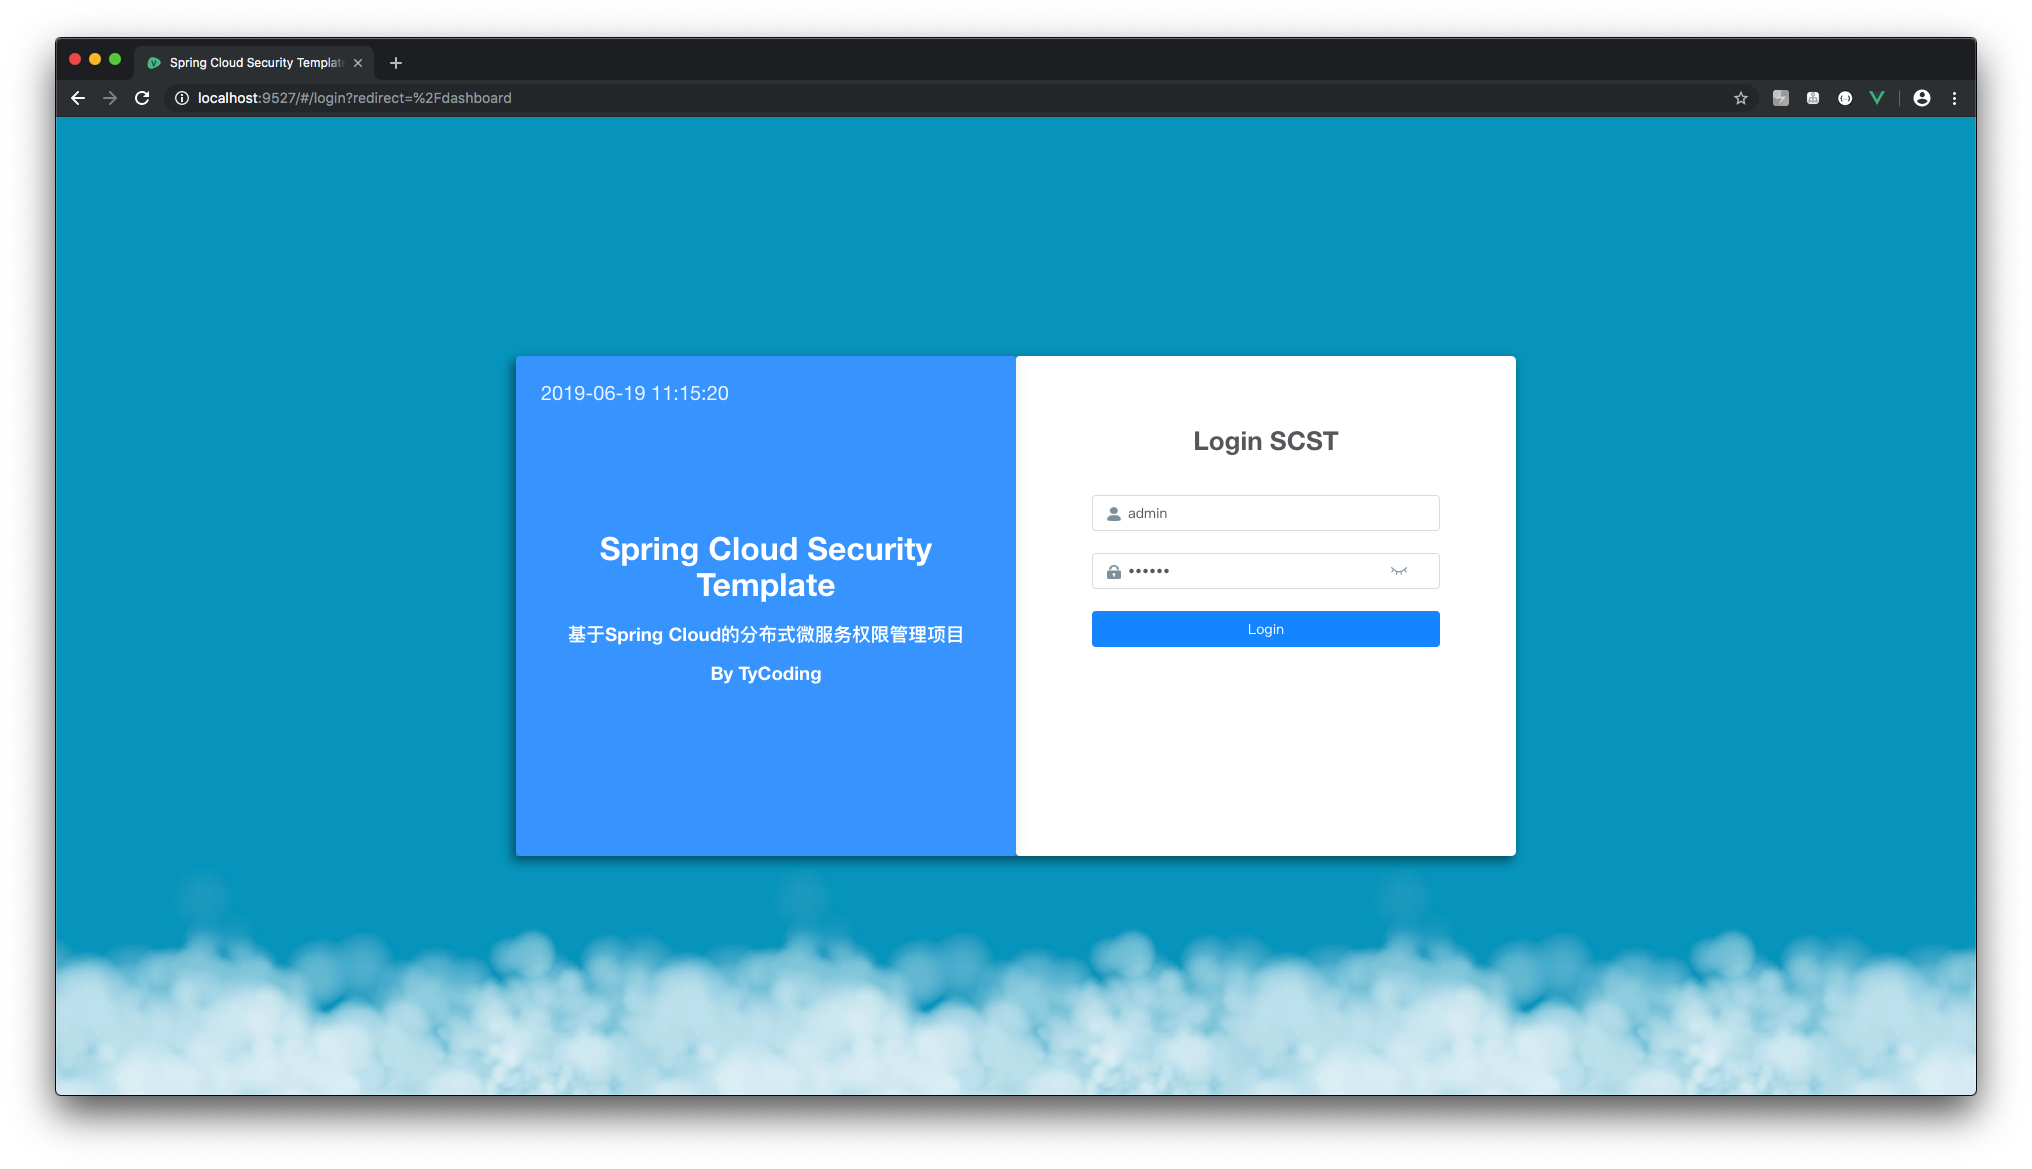 Spring Cloud Security Templat
localhost:9527/#/login?redirect=%2Fdashboard
2019-06-19 11:15:20
Spring Cloud Security
Template
基于Spring Cloud的分布式微服务权限管理项目
By TyCoding
Login SCST
admin
••••••
Login